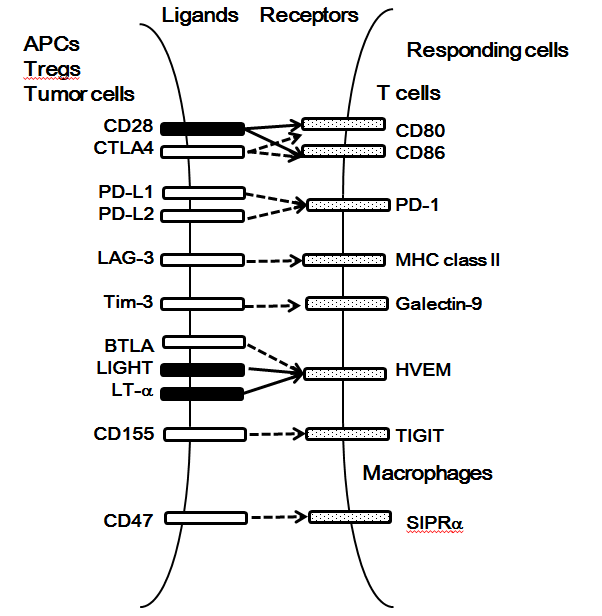 Ligands Receptors
APCs
Tregs
Tumor cells
Responding cells
T cells
CD28
CTLA4
CD80
CD86
PD-L1
PD-L2
PD-1
LAG-3
MHC class II
Tim-3
Galectin-9
BTLA
LIGHT
LT-α
HVEM
CD155
TIGIT
Macrophages
CD47
SIPRα